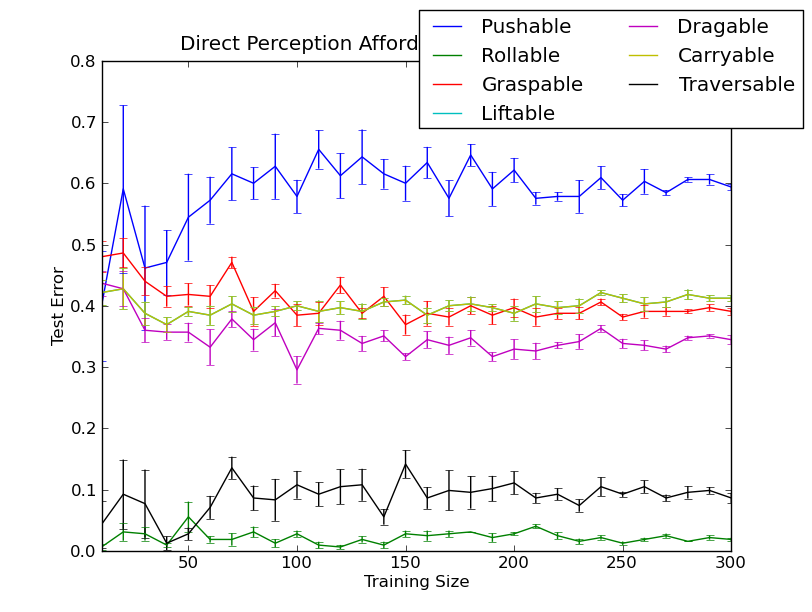 Direct Perception Afford
Pushable
Rollable
Graspable
Liftable
Dragable
Carryable
Traversable
0.8
0.7
0.6
0.5
0.4
0.3
0.2
0.1
0.0
Test Error
50
100
150
200
250
300
Training Size